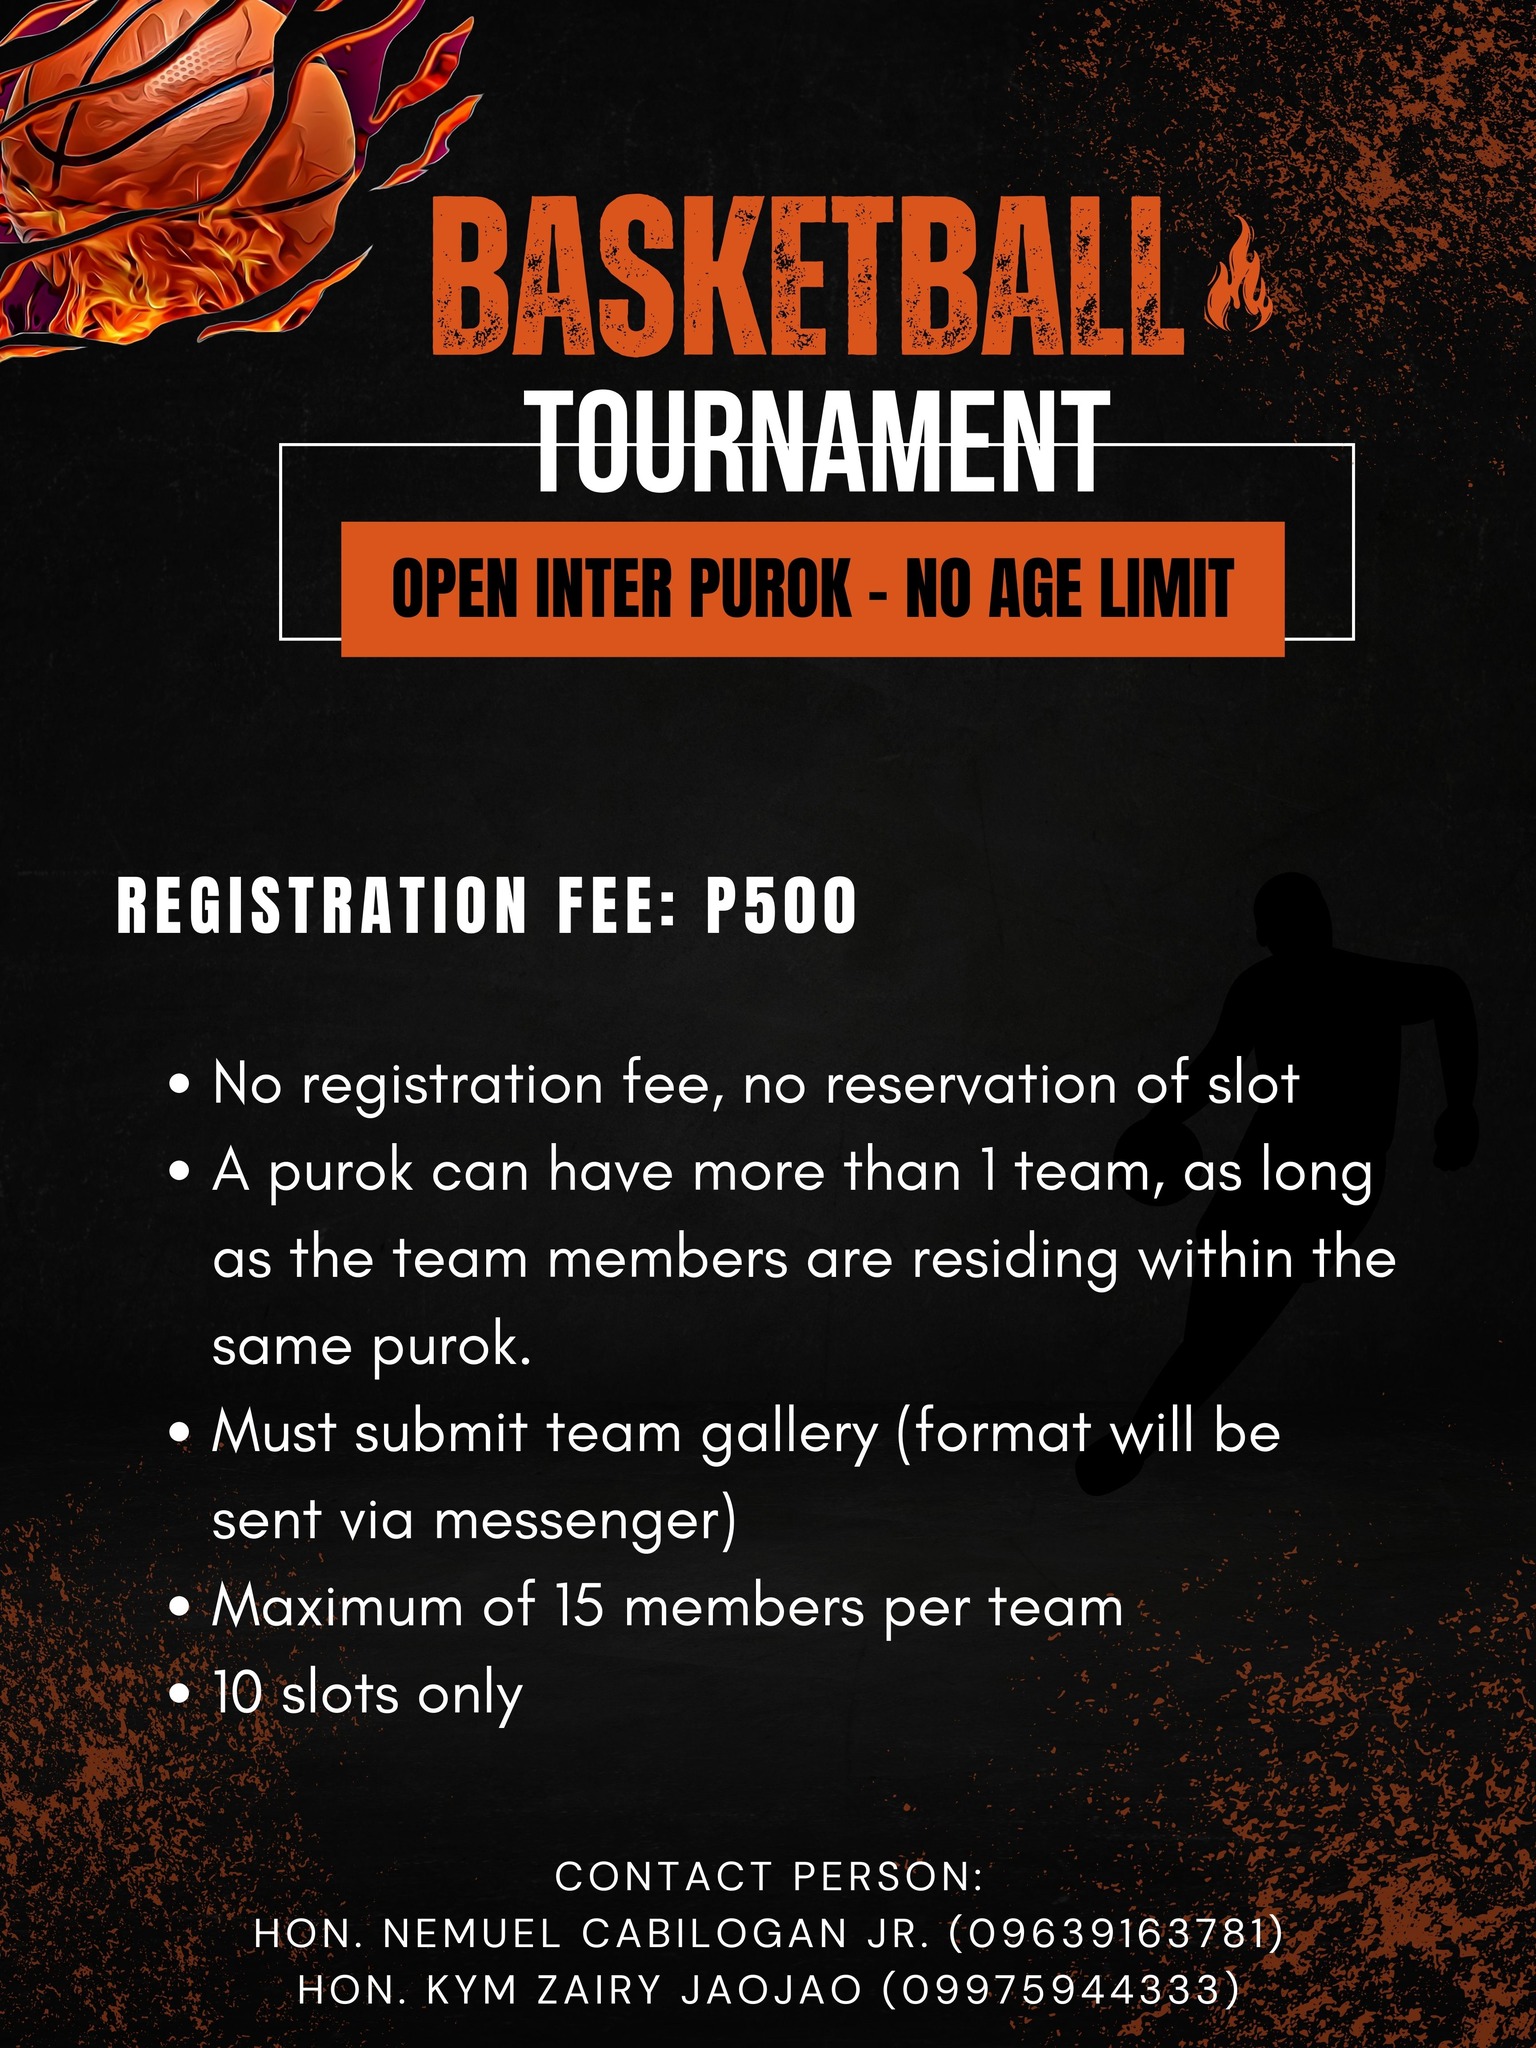 BASKETBALL
TOURNAMENT
OPEN INTER PUROK - NO AGE LIMIT
REGISTRATION FEE: P500
• No registration fee, no reservation of slot
• A purok can have more than 1 team, as long
as the team members are residing within the
same purok.
• Must submit team gallery (format will be
sent via messenger)
• Maximum of 15 members per team
• 10 slots only
CONTACT PERSON:
HON. NEMUEL CABILOGAN JR. (09639163781)
HON. KYM ZAIRY JAOJAO (09975944333)